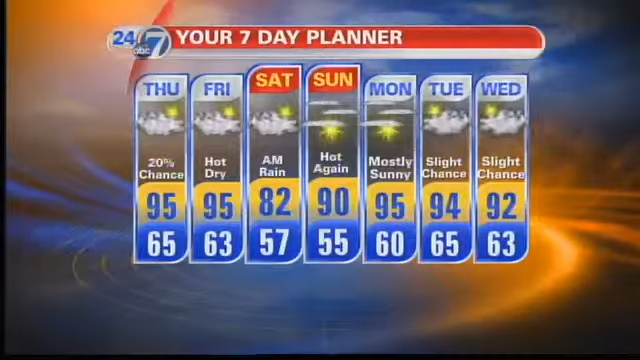 24 abc 7 YOUR 7 DAY PLANNER
THU FRI SAT SUN MON TUE WED
20% Chance
Hot Dry
AM Rain
Hot Again
Mostly Sunny
Slight Chance
Slight Chance
95 95 82 90 95 94 92
65 63 57 55 60 65 63